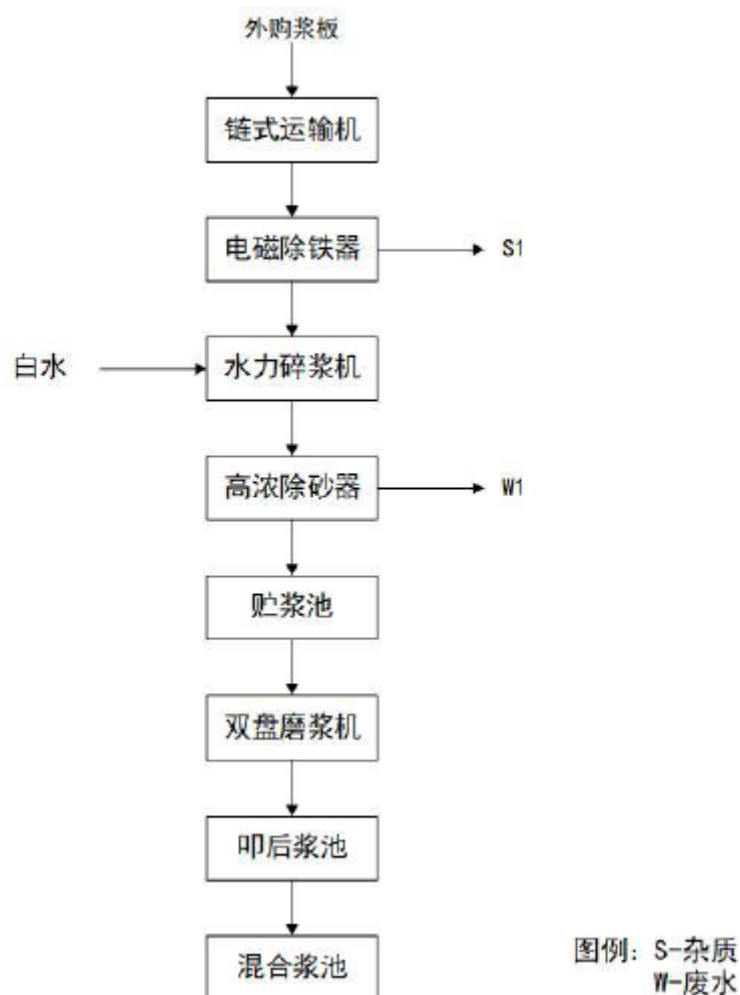 外购浆板
链式运输机
电磁除铁器
S1
白水
水力碎浆机
高浓除砂器
W1
贮浆池
双盘磨浆机
叩后浆池
混合浆池
图例：S-杂质
W-废水